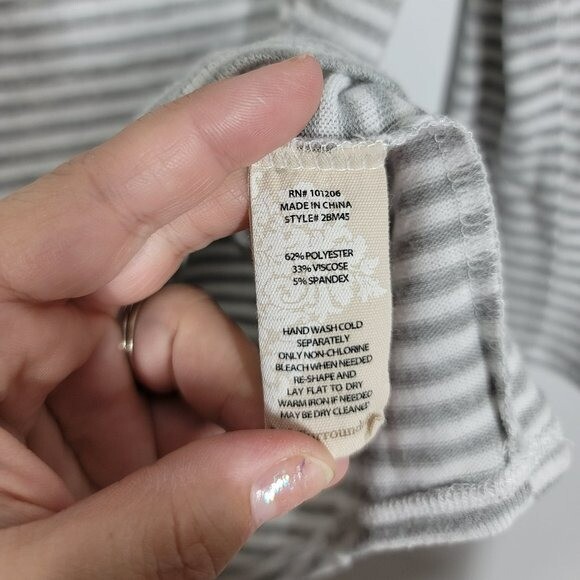 RN# 101206
MADE IN CHINA
STYLE# 2BM45
62% POLYESTER
33% VISCOSE
5% SPANDEX
HAND WASH COLD
SEPARATELY
ONLY NON-CHLORINE
BLEACH WHEN NEEDED
RE-SHAPE AND
LAY FLAT TO DRY
WARM IRON IF NEEDED
MAY BE DRY CLEANED